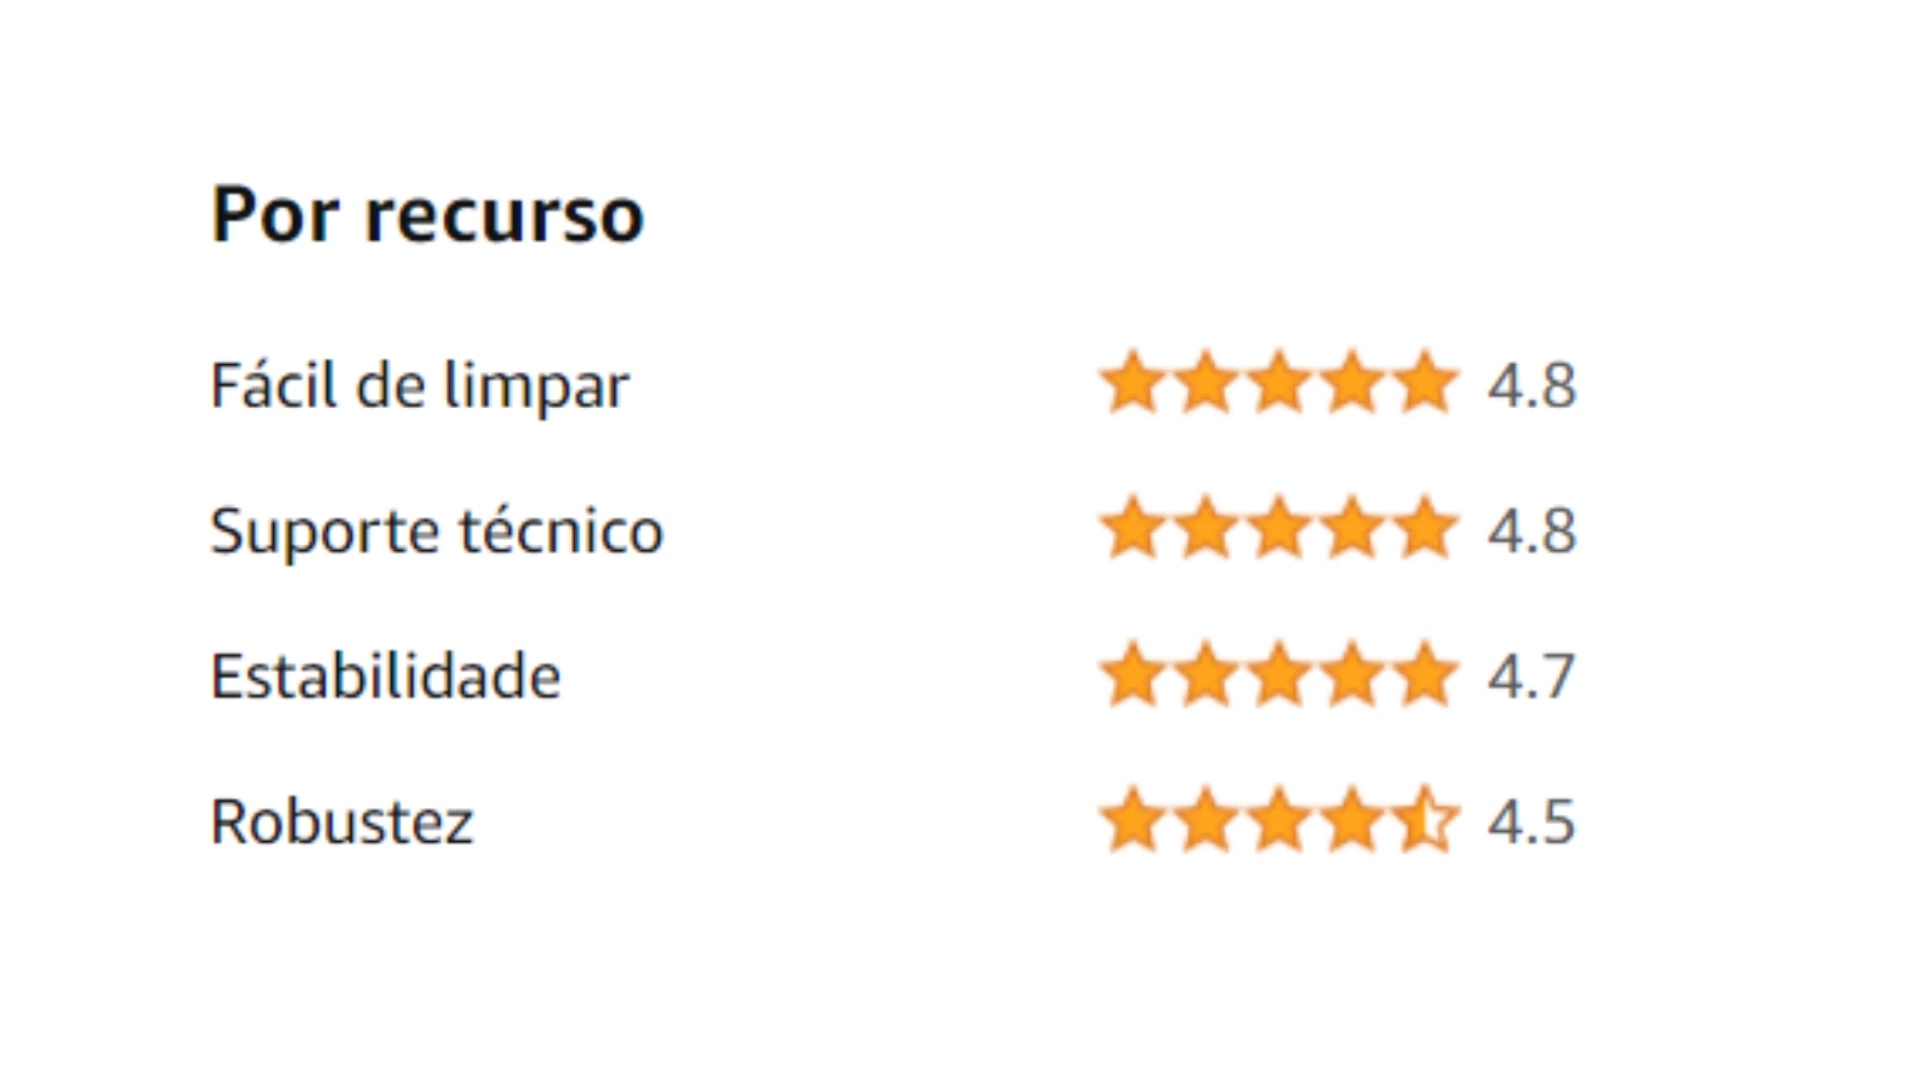 Por recurso
Fácil de limpar 4.8
Suporte técnico 4.8
Estabilidade 4.7
Robustez 4.5